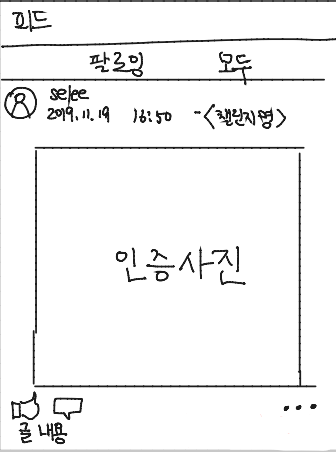 피드
팔로잉 모두
selee
2019.11.19 16:50 -<챌린지명>
인증사진
글 내용